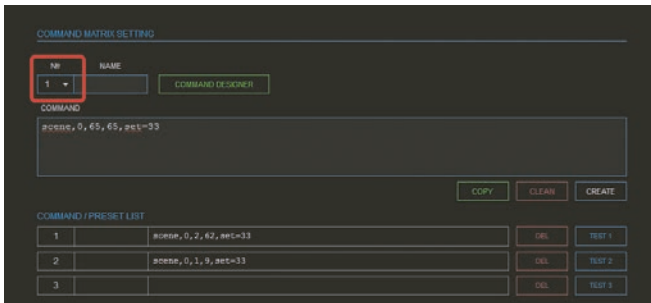 COMMAND MATRIX SETTING
№ NAME
1 COMMAND DESIGNER
COMMAND
scene,0,65,65,set=33
COPY CLEAN CREATE
COMMAND / PRESET LIST
1 scene,0,2,62,set=33 DEL TEST 1
2 scene,0,1,9,set=33 DEL TEST 2
3 DEL TEST 3